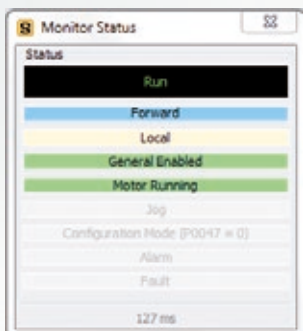 S Monitor Status
Status
Run
Forward
Local
General Enabled
Motor Running
Jog
Configuration Mode (P0047 = 0)
Alarm
Fault
127 ms